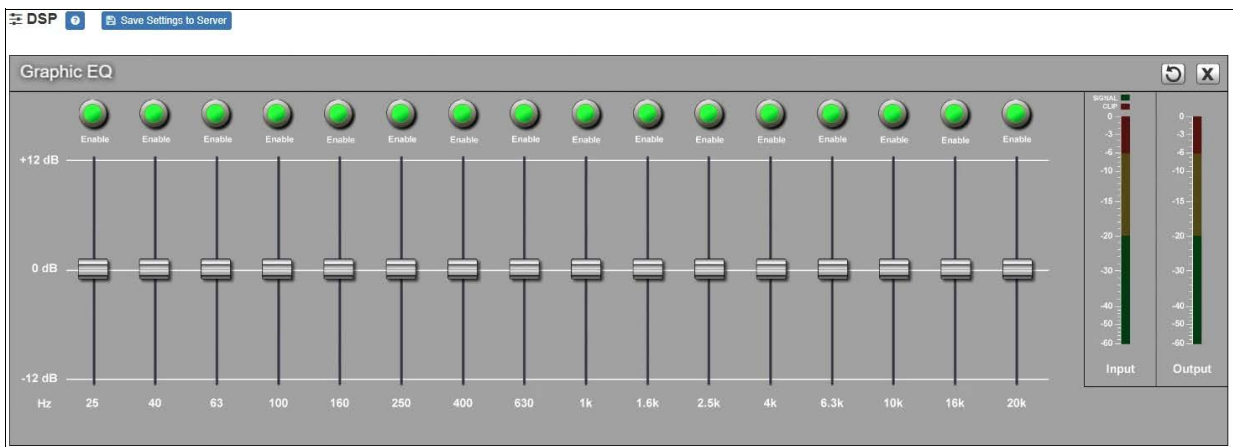 DSP ? Save Settings to Server
Graphic EQ X
Enable Enable Enable Enable Enable Enable Enable Enable Enable Enable Enable Enable Enable Enable Enable Enable
+12 dB
0 dB
-12 dB
Hz 25 40 63 100 160 250 400 630 1k 1.6k 2.5k 4k 6.3k 10k 16k 20k
SIGNAL
CLIP
0 0
-3 -3
-6 -6
-10 -10
-15 -15
-20 -20
-30 -30
-40 -40
-50 -50
-60 -60
Input Output